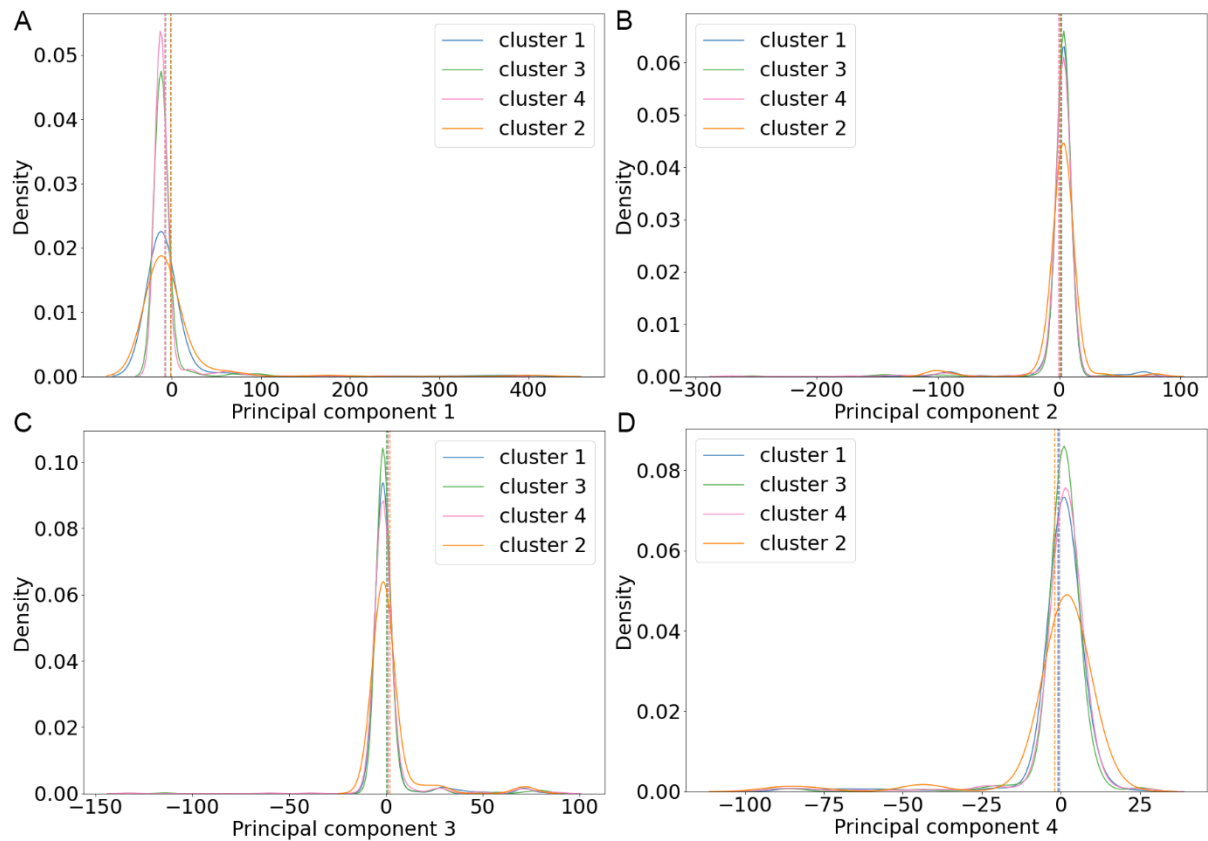 A
0.05
0.04
0.03
0.02
0.01
0.00
Density
0
100
200
300
400
Principal component 1
cluster 1
cluster 3
cluster 4
cluster 2
B
0.06
0.05
0.04
0.03
0.02
0.01
0.00
Density
−300
−200
−100
0
100
Principal component 2
cluster 1
cluster 3
cluster 4
cluster 2
C
0.10
0.08
0.06
0.04
0.02
0.00
Density
−150
−100
−50
0
50
100
Principal component 3
cluster 1
cluster 3
cluster 4
cluster 2
D
0.08
0.06
0.04
0.02
0.00
Density
−100
−75
−50
−25
0
25
Principal component 4
cluster 1
cluster 3
cluster 4
cluster 2